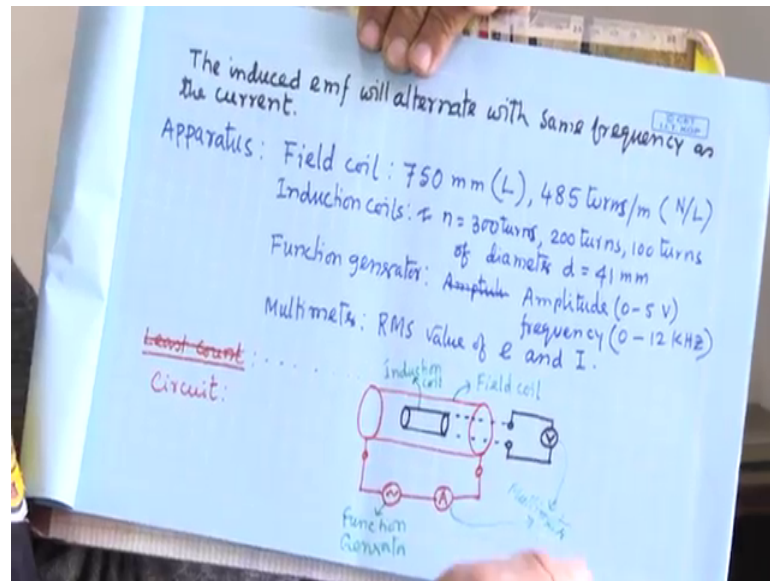 The induced emf will alternate with same frequency as
the current.
© CET
I.I.T. KGP
Apparatus: Field coil: 750 mm (L), 485 turns/m (N/L)
Induction coils: n = 300 turns, 200 turns, 100 turns
of diameter d = 41 mm
Function generator: Amplitude (0-5 V)
frequency (0-12 KHZ)
Multimeter: RMS value of e and I.
Least Count : . . . . . . . .
Circuit:
Induction
coil
Field coil
V
A
Function
Generator